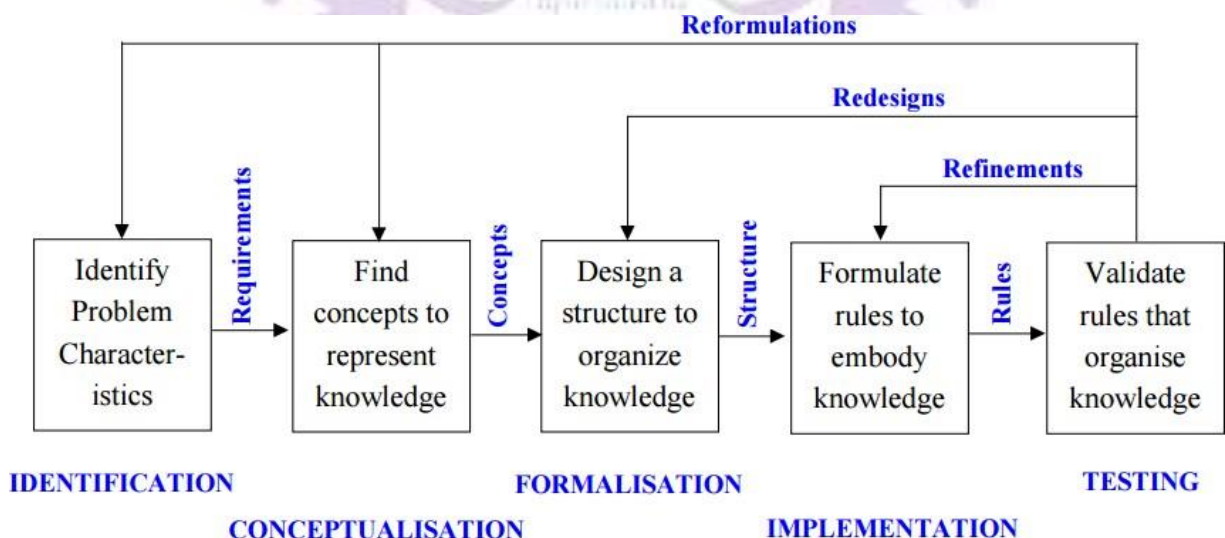 Reformulations
Redesigns
Refinements
Identify
Problem
Character-
istics
Requirements
Find
concepts to
represent
knowledge
Concepts
Design a
structure to
organize
knowledge
Structure
Formulate
rules to
embody
knowledge
Rules
Validate
rules that
organise
knowledge
IDENTIFICATION
CONCEPTUALISATION
FORMALISATION
IMPLEMENTATION
TESTING